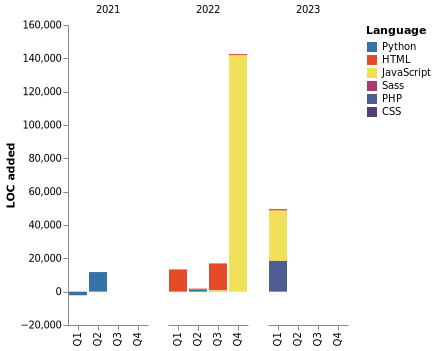 2021 2022 2023
160,000
140,000
120,000
100,000
80,000
60,000
40,000
20,000
0
−20,000
LOC added
Q1 Q2 Q3 Q4 Q1 Q2 Q3 Q4 Q1 Q2 Q3 Q4
Language
Python
HTML
JavaScript
Sass
PHP
CSS